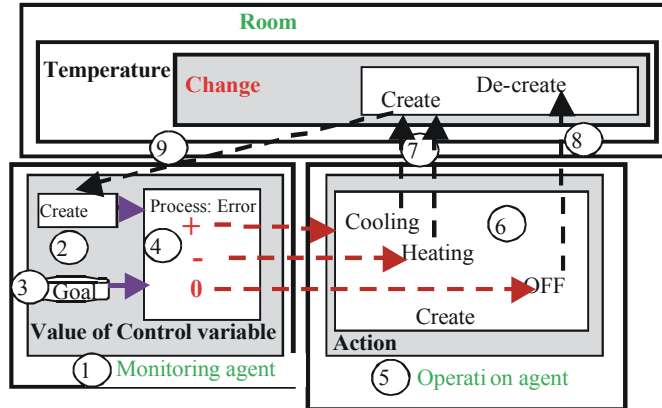 Room
Temperature
Change
De-create
Create
9
7
8
Create
Process: Error
2
4
+
-
0
3
Goal
Value of Control variable
1
Monitoring agent
Cooling
6
Heating
OFF
Create
Action
5
Operati on agent